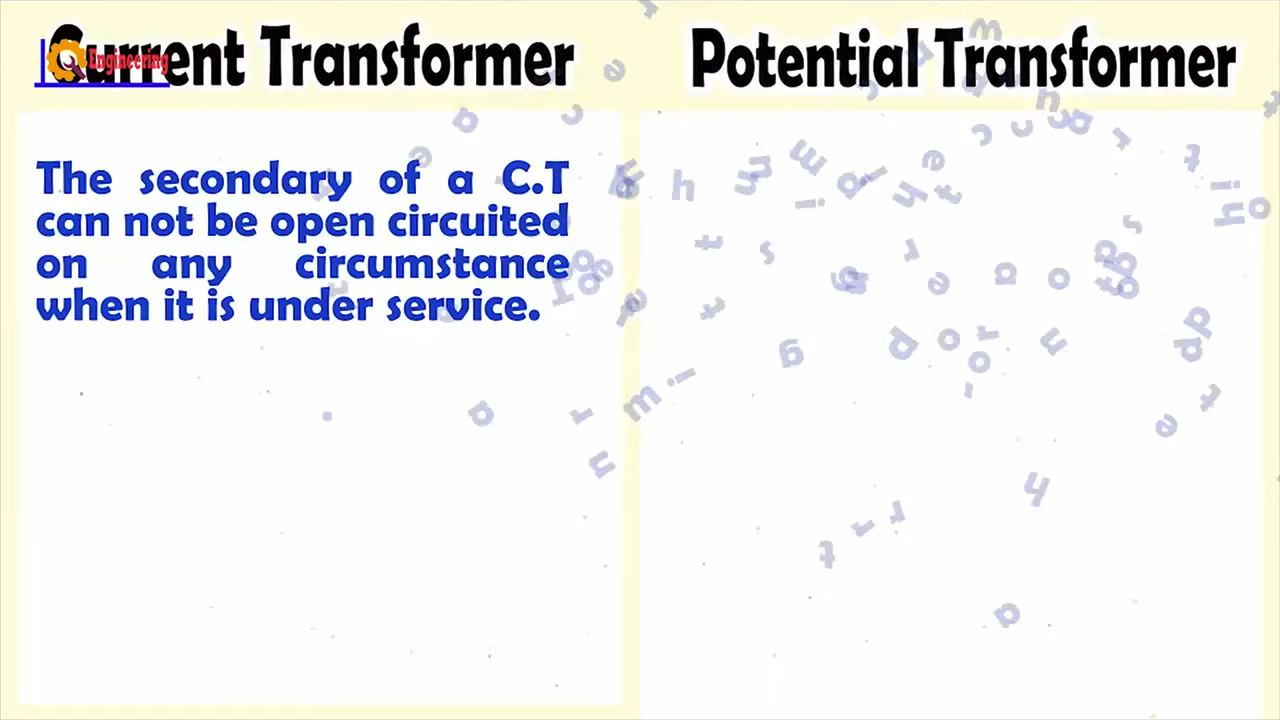 Current Transformer
Potential Transformer
Engineering
The secondary of a C.T
can not be open circuited
on any circumstance
when it is under service.